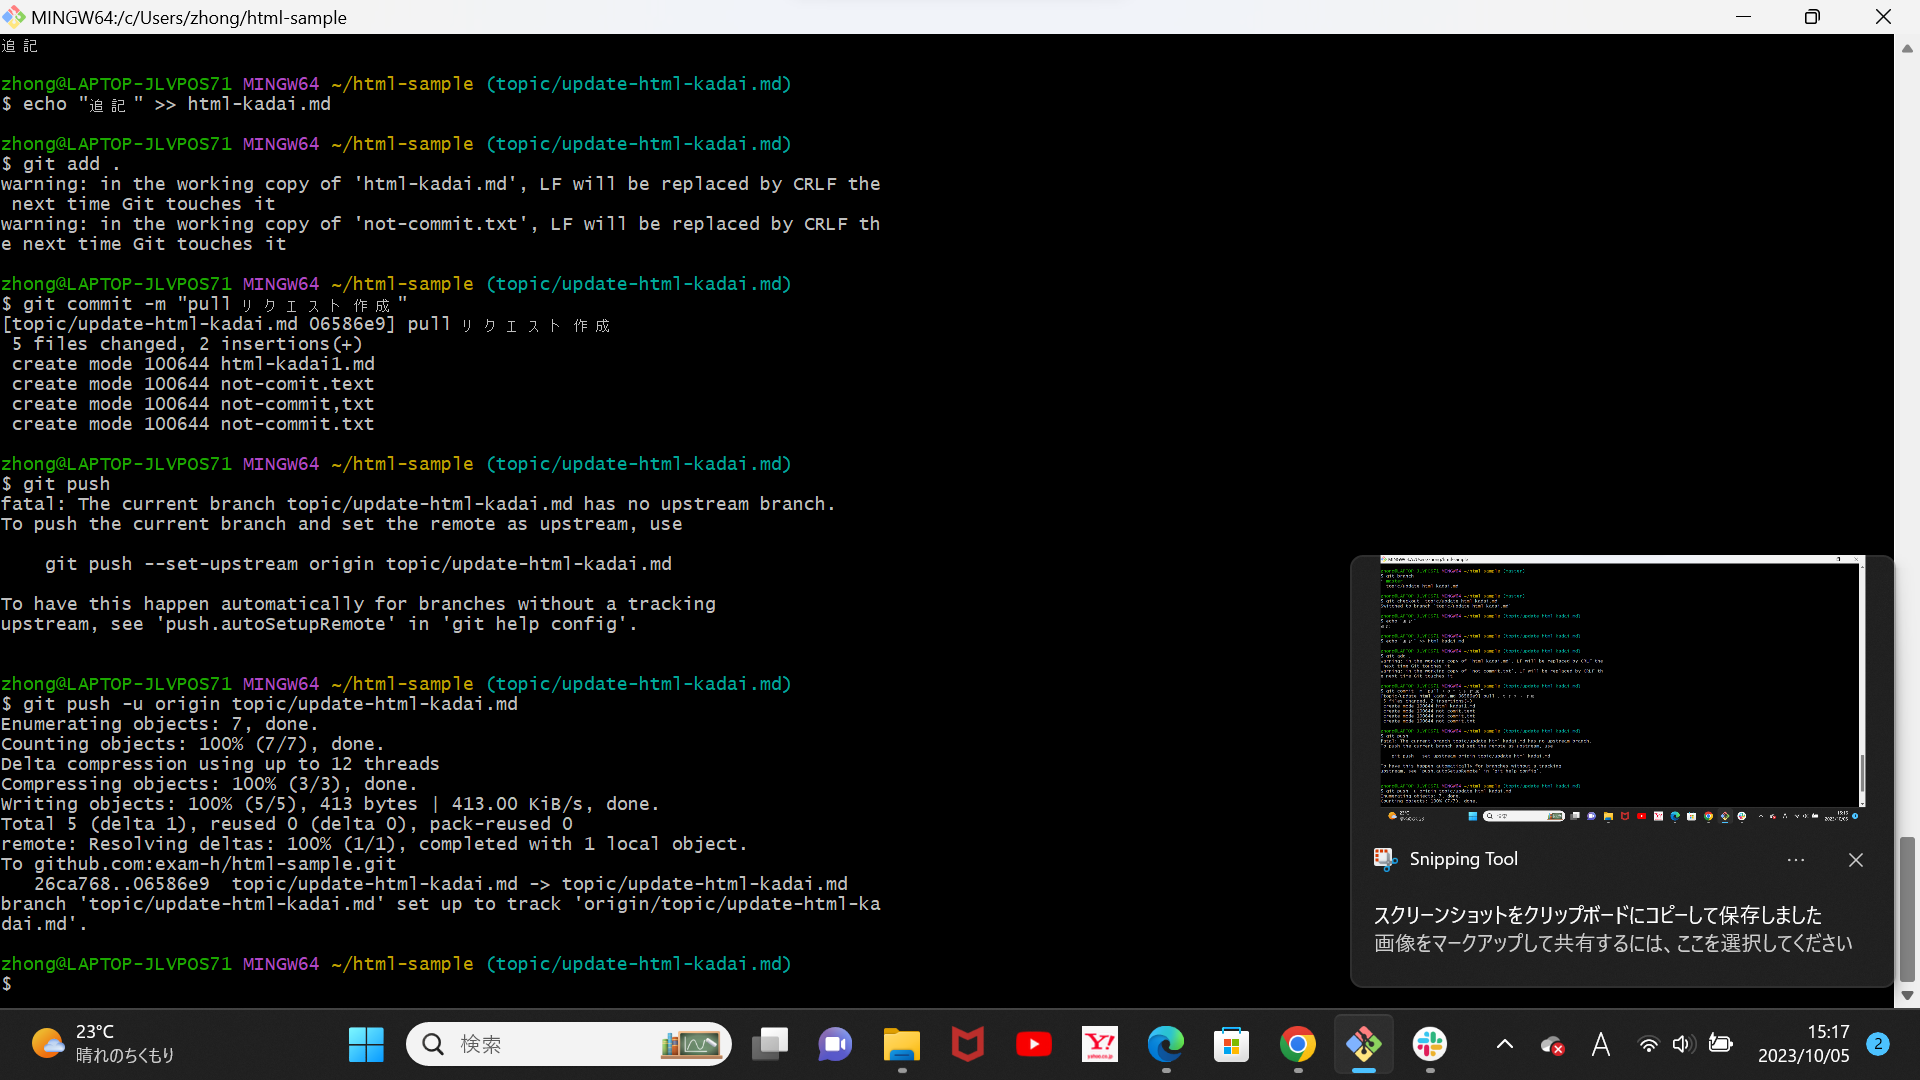 MINGW64:/c/Users/zhong/html-sample
追記
zhong@LAPTOP-JLVPOS71 MINGW64 ~/html-sample (topic/update-html-kadai.md)
$ echo "追記" >> html-kadai.md
zhong@LAPTOP-JLVPOS71 MINGW64 ~/html-sample (topic/update-html-kadai.md)
$ git add .
warning: in the working copy of 'html-kadai.md', LF will be replaced by CRLF the
 next time Git touches it
warning: in the working copy of 'not-commit.txt', LF will be replaced by CRLF th
e next time Git touches it
zhong@LAPTOP-JLVPOS71 MINGW64 ~/html-sample (topic/update-html-kadai.md)
$ git commit -m "pullリクエスト作成"
[topic/update-html-kadai.md 06586e9] pullリクエスト作成
 5 files changed, 2 insertions(+)
 create mode 100644 html-kadai1.md
 create mode 100644 not-comit.text
 create mode 100644 not-commit,txt
 create mode 100644 not-commit.txt
zhong@LAPTOP-JLVPOS71 MINGW64 ~/html-sample (topic/update-html-kadai.md)
$ git push
fatal: The current branch topic/update-html-kadai.md has no upstream branch.
To push the current branch and set the remote as upstream, use
    git push --set-upstream origin topic/update-html-kadai.md
To have this happen automatically for branches without a tracking
upstream, see 'push.autoSetupRemote' in 'git help config'.
zhong@LAPTOP-JLVPOS71 MINGW64 ~/html-sample (topic/update-html-kadai.md)
$ git push -u origin topic/update-html-kadai.md
Enumerating objects: 7, done.
Counting objects: 100% (7/7), done.
Delta compression using up to 12 threads
Compressing objects: 100% (3/3), done.
Writing objects: 100% (5/5), 413 bytes | 413.00 KiB/s, done.
Total 5 (delta 1), reused 0 (delta 0), pack-reused 0
remote: Resolving deltas: 100% (1/1), completed with 1 local object.
To github.com:exam-h/html-sample.git
   26ca768..06586e9  topic/update-html-kadai.md -> topic/update-html-kadai.md
branch 'topic/update-html-kadai.md' set up to track 'origin/topic/update-html-ka
dai.md'.
zhong@LAPTOP-JLVPOS71 MINGW64 ~/html-sample (topic/update-html-kadai.md)
$
Snipping Tool
スクリーンショットをクリップボードにコピーして保存しました
画像をマークアップして共有するには、ここを選択してください
23°C
晴れのちくもり
検索
Y!
A
15:17
2023/10/05
2